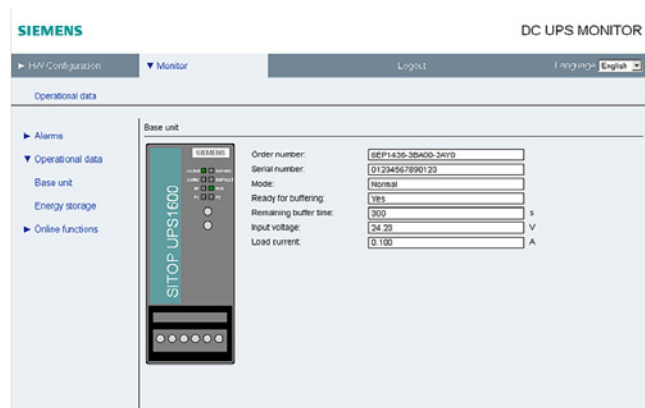 SIEMENS
DC UPS MONITOR
► H/W Configuration
▼ Monitor
Logout
Language English
Operational data
► Alarms
▼ Operational data
Base unit
Energy storage
► Online functions
Base unit
SIEMENS
SITOP UPS1600
Order number: 6EP1436-3BA00-2AY0
Serial number: 01234567890123
Mode: Normal
Ready for buffering: Yes
Remaining buffer time: 300 s
Input voltage: 24.23 V
Load current: 0.100 A